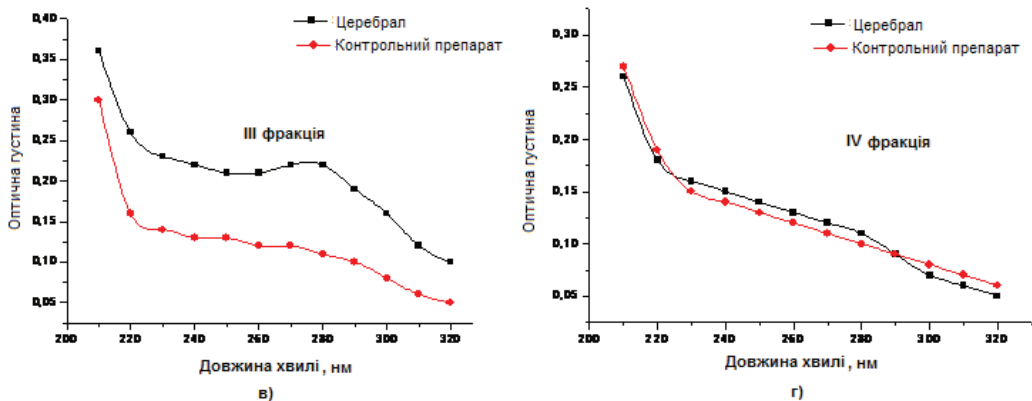 0,40
0,35
0,30
0,25
0,20
0,15
0,10
0,05
Оптична густина
Церебрал
Контрольний препарат
III фракція
200 220 240 260 280 300 320
Довжина хвилі , нм
в)
0,30
0,25
0,20
0,15
0,10
0,05
Оптична густина
Церебрал
Контрольний препарат
IV фракція
200 220 240 260 280 300 320
Довжина хвилі , нм
г)